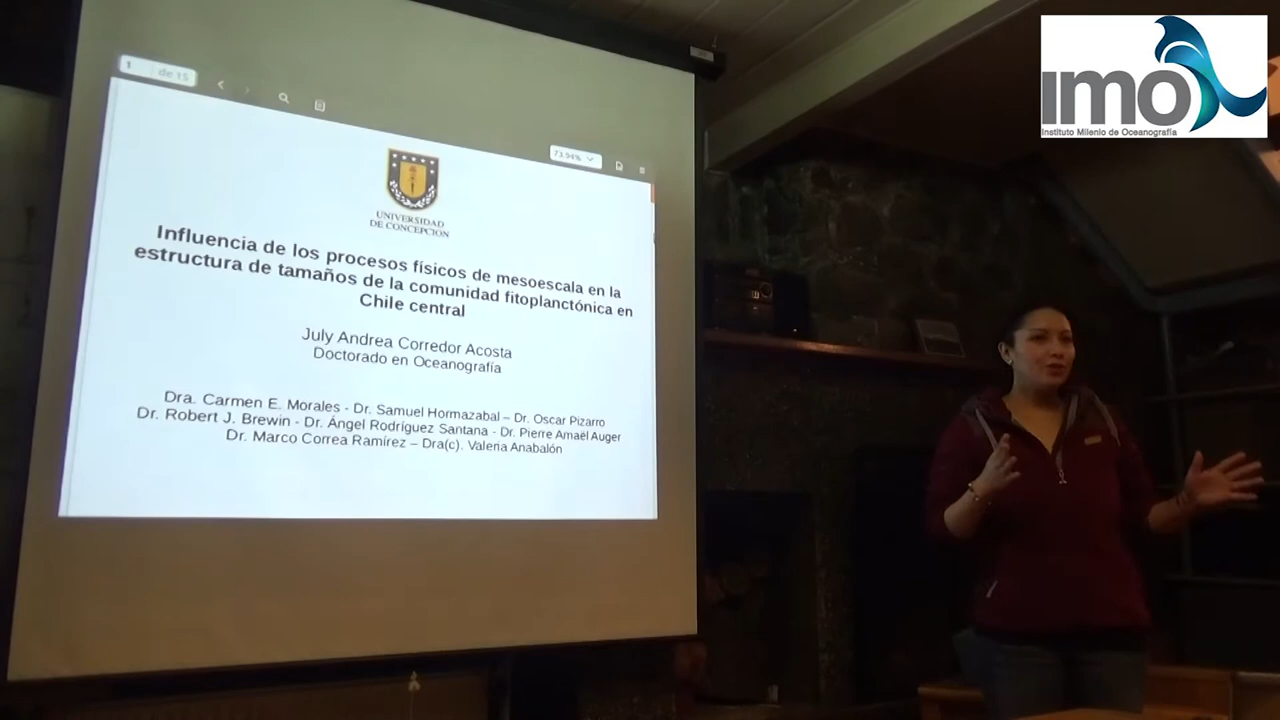 1 de 15
73.94%
UNIVERSIDAD
DE CONCEPCIÓN
Influencia de los procesos físicos de mesoescala en la
estructura de tamaños de la comunidad fitoplanctónica en
Chile central
July Andrea Corredor Acosta
Doctorado en Oceanografía
Dra. Carmen E. Morales - Dr. Samuel Hormazabal – Dr. Oscar Pizarro
Dr. Robert J. Brewin - Dr. Ángel Rodríguez Santana - Dr. Pierre Amaël Auger
Dr. Marco Correa Ramírez – Dra(c). Valeria Anabalón
imo
Instituto Milenio de Oceanografía